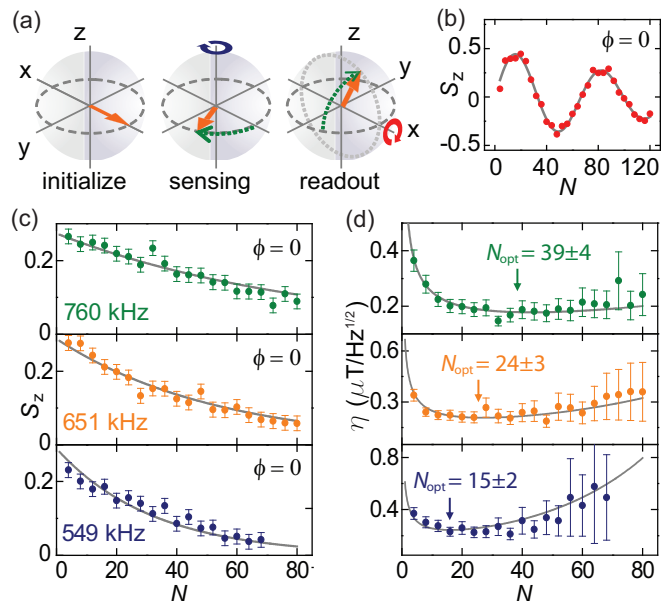 (a)
z
x
y
initialize
sensing
z
y
x
readout
(b)
ϕ = 0
S_z
0.5
0
-0.5
0 40 80 120
N
(c)
ϕ = 0
0.2
0
760 kHz
ϕ = 0
0.2
0
651 kHz
ϕ = 0
0.2
0
549 kHz
S_z
0 20 40 60 80
N
(d)
N_opt = 39±4
0.4
0.2
N_opt = 24±3
0.6
0.3
N_opt = 15±2
0.8
0.4
η (μT/Hz^1/2)
0 20 40 60 80
N